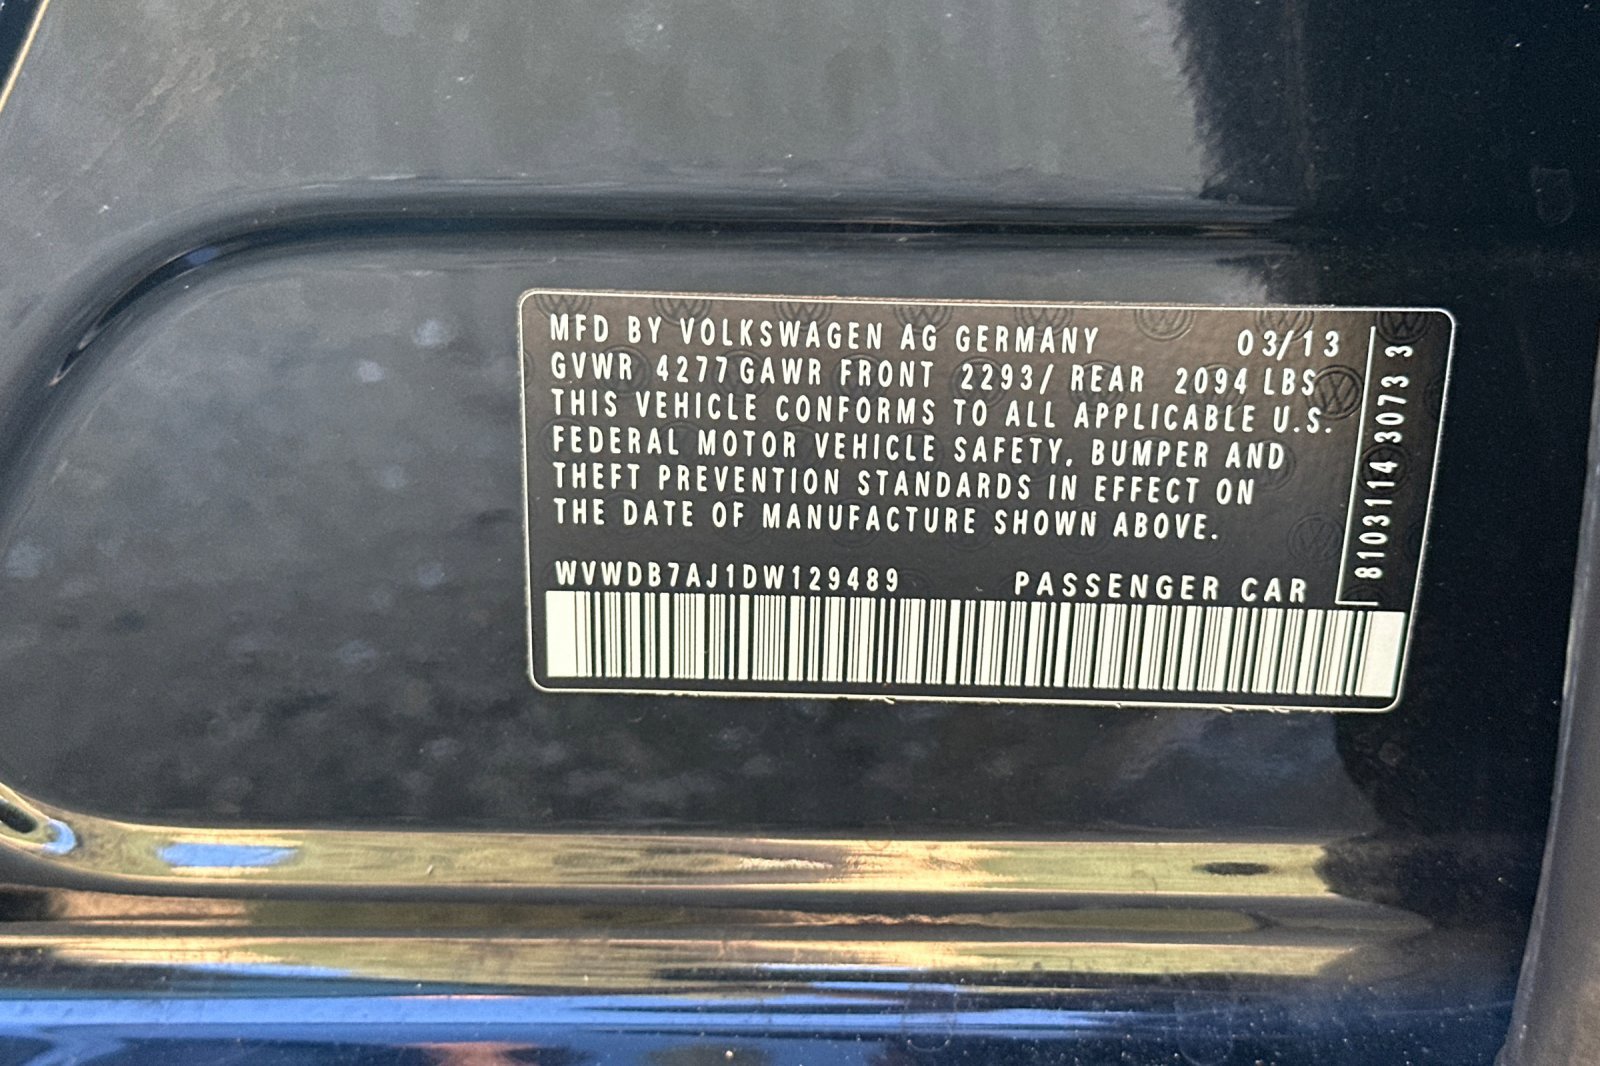 MFD BY VOLKSWAGEN AG GERMANY 03/13
GVWR 4277 GAWR FRONT 2293/ REAR 2094 LBS
THIS VEHICLE CONFORMS TO ALL APPLICABLE U.S.
FEDERAL MOTOR VEHICLE SAFETY, BUMPER AND
THEFT PREVENTION STANDARDS IN EFFECT ON
THE DATE OF MANUFACTURE SHOWN ABOVE.
WVWDB7AJ1DW129489 PASSENGER CAR
81031114 3073 3